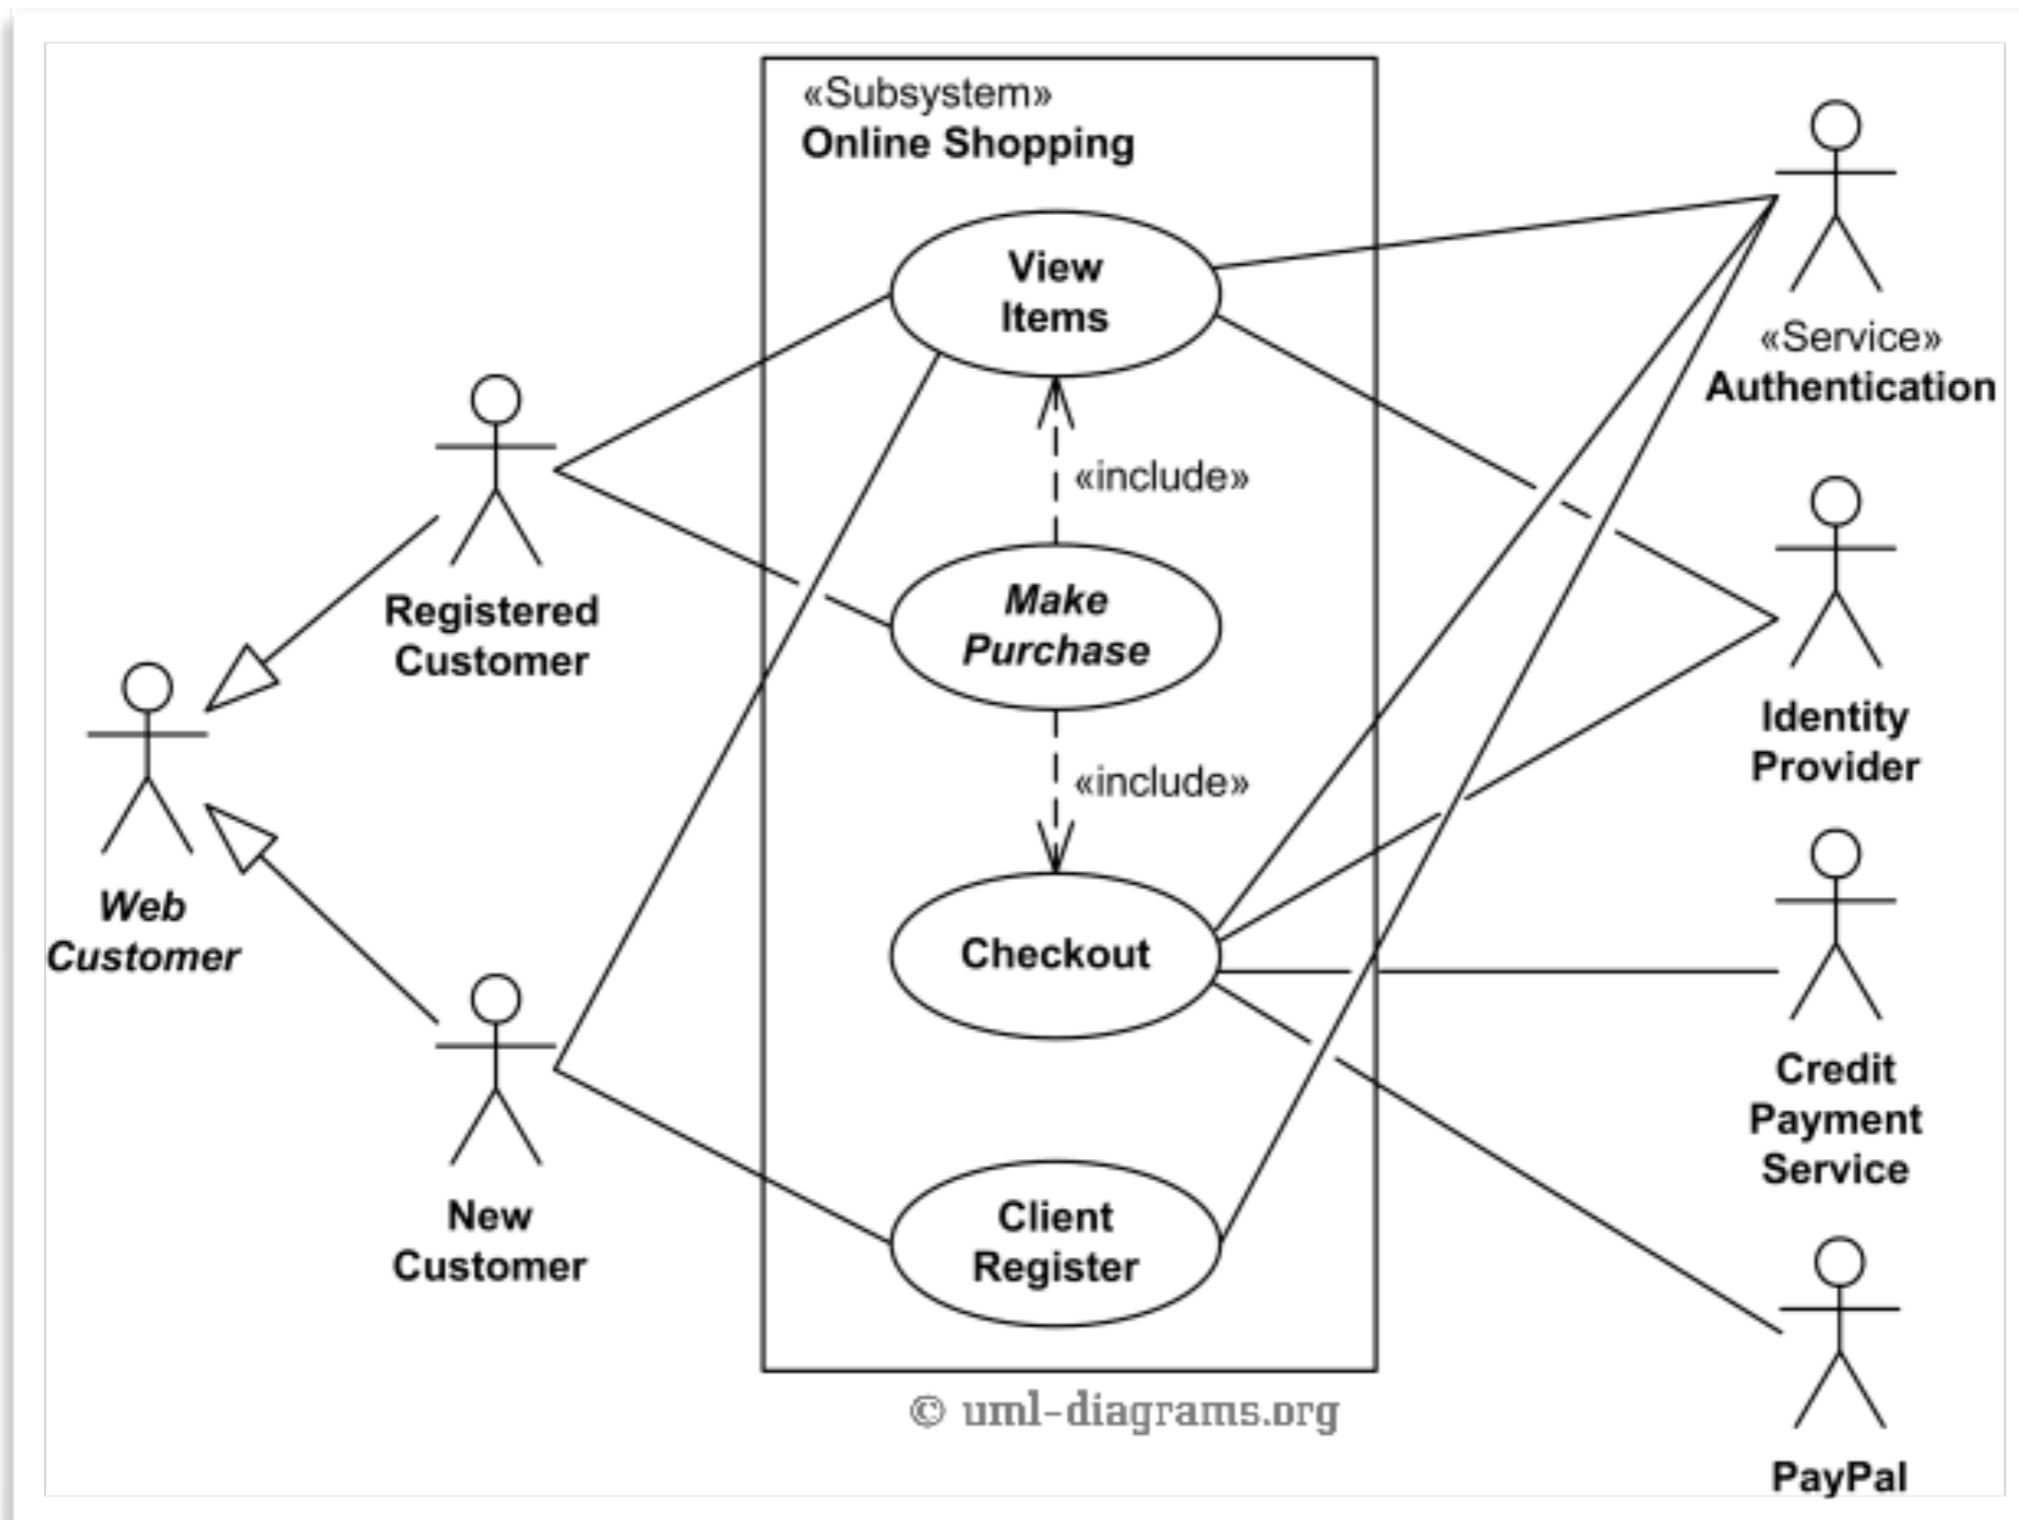 «Subsystem»
Online Shopping
View
Items
«include»
Make
Purchase
«include»
Checkout
Client
Register
Registered
Customer
Web
Customer
New
Customer
«Service»
Authentication
Identity
Provider
Credit
Payment
Service
PayPal
© uml-diagrams.org